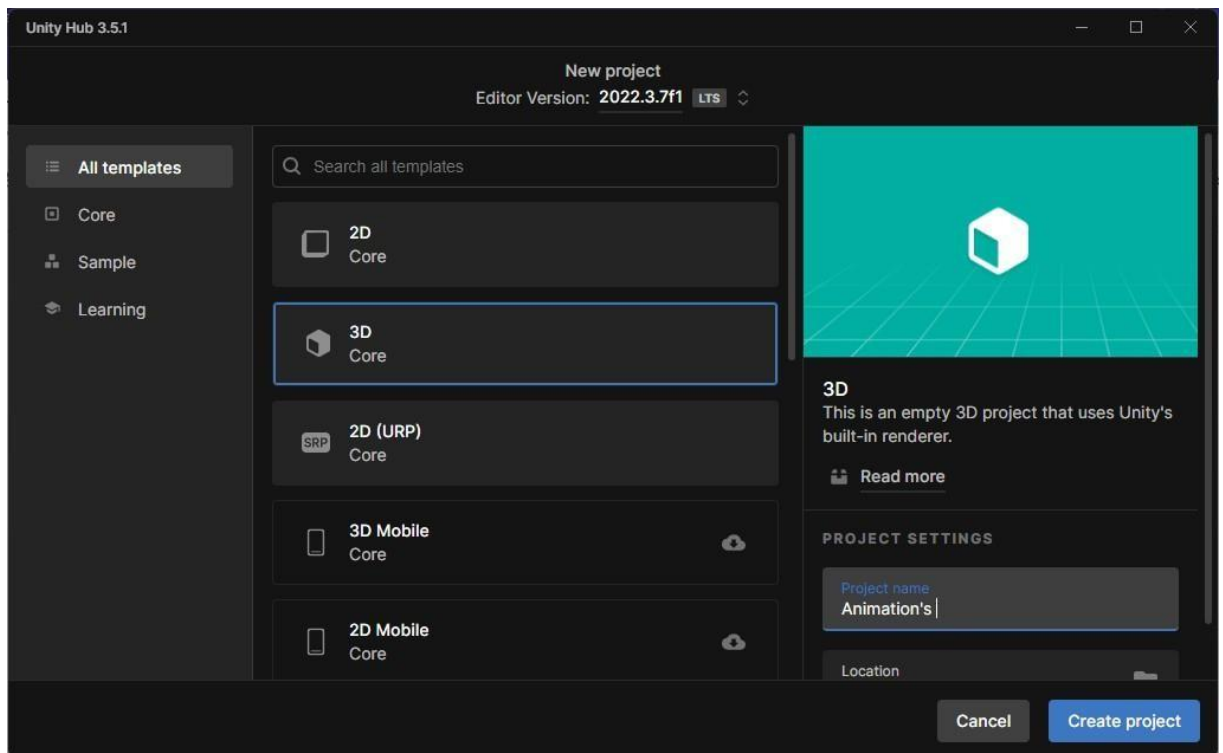 Unity Hub 3.5.1
New project
Editor Version: 2022.3.7f1 LTS
All templates
Core
Sample
Learning
Search all templates
2D
Core
3D
Core
2D (URP)
SRP
Core
3D Mobile
Core
2D Mobile
Core
3D
This is an empty 3D project that uses Unity's
built-in renderer.
Read more
PROJECT SETTINGS
Project name
Animation's
Location
Cancel
Create project